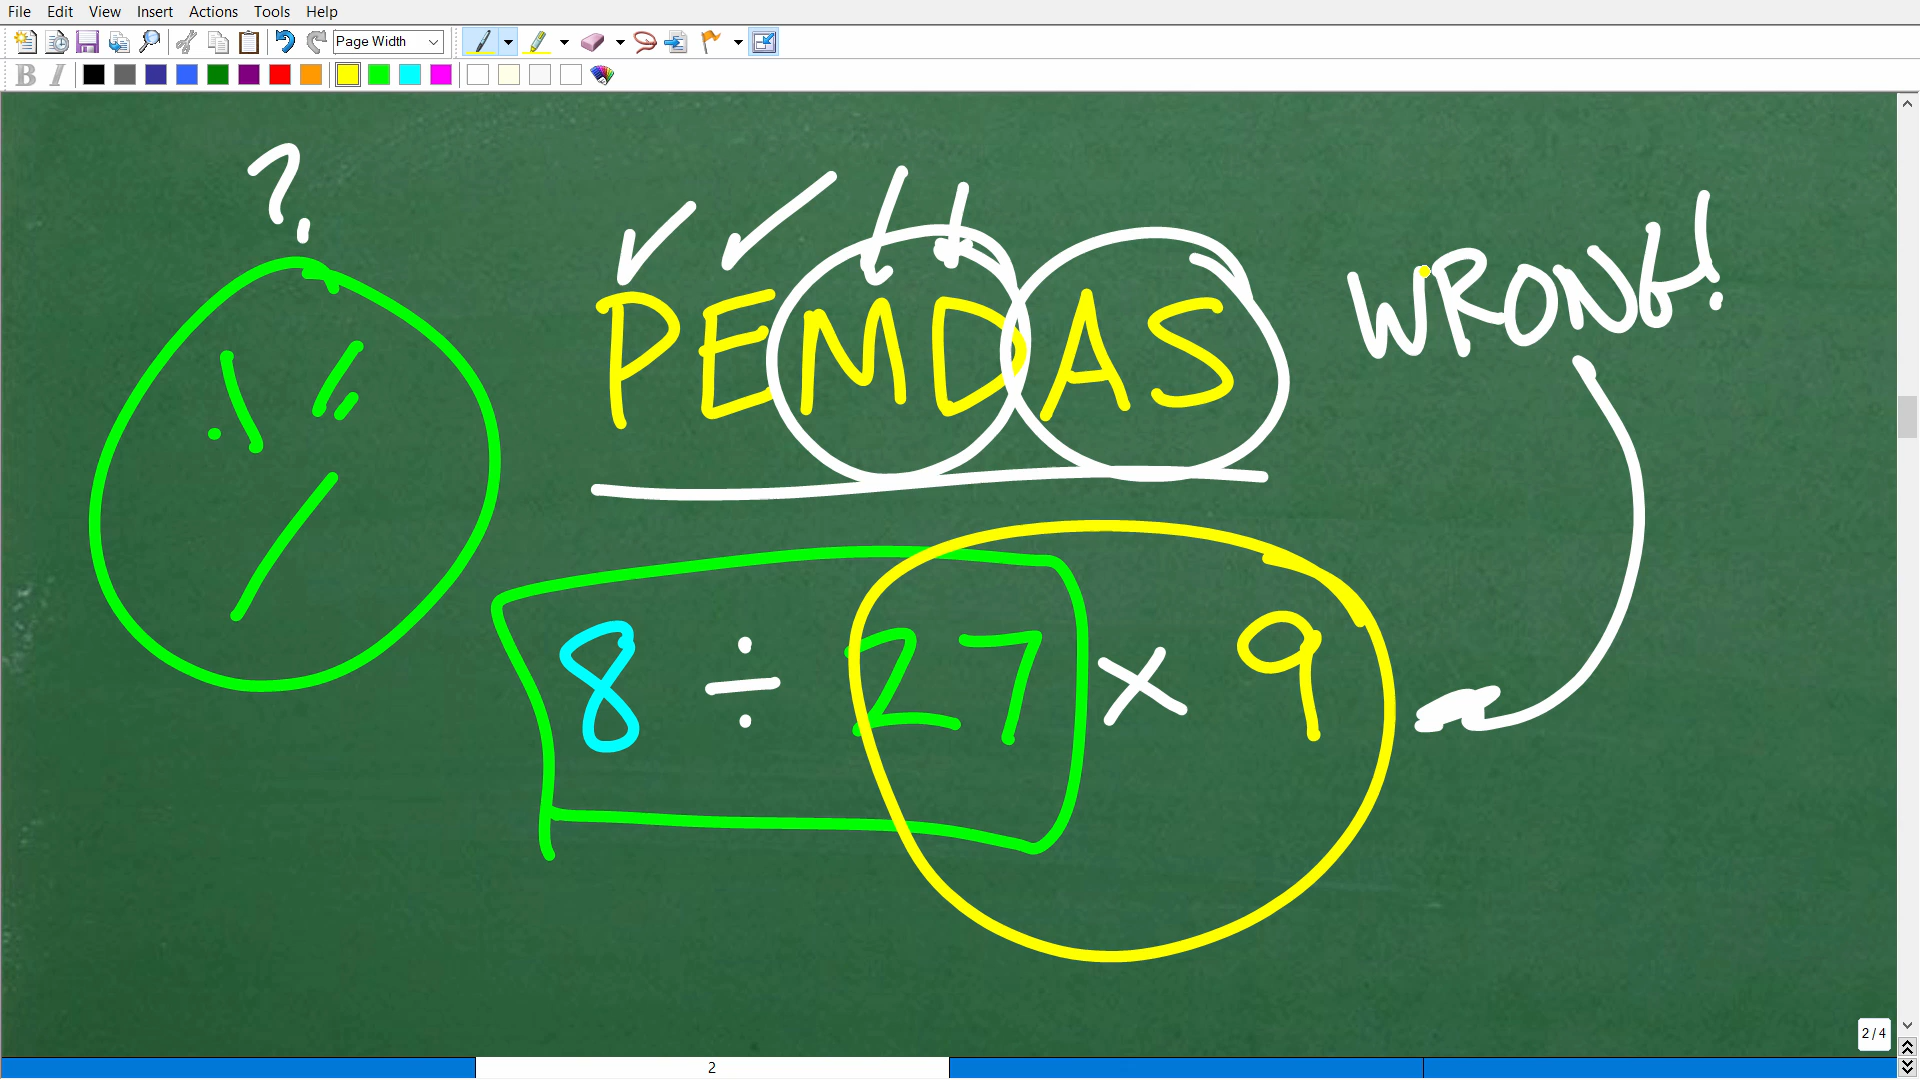 File Edit View Insert Actions Tools Help
Page Width
B I
?
PEMDAS
WRONG!
8 ÷ 27 × 9
2 / 4
2